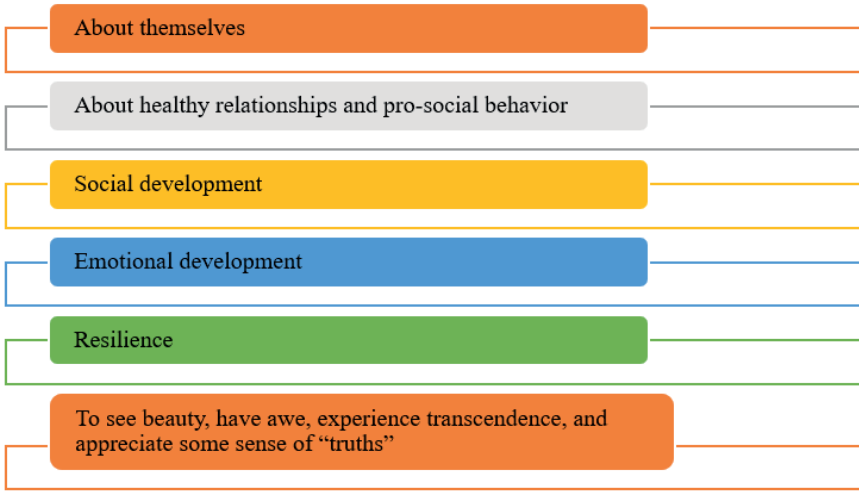 About themselves
About healthy relationships and pro-social behavior
Social development
Emotional development
Resilience
To see beauty, have awe, experience transcendence, and
appreciate some sense of “truths”